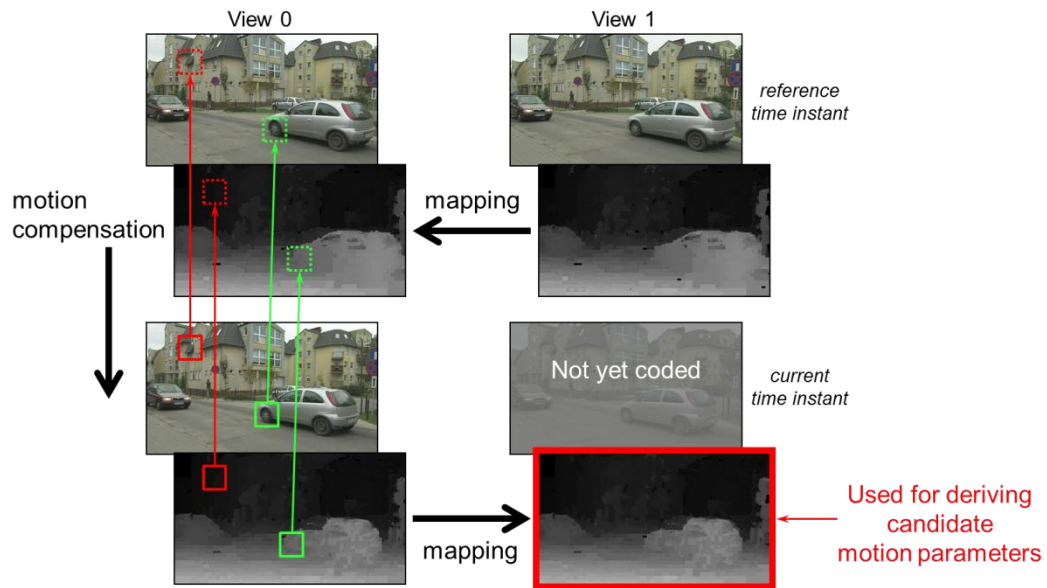 View 0
View 1
reference
time instant
motion
compensation
mapping
Not yet coded
current
time instant
mapping
Used for deriving
candidate
motion parameters